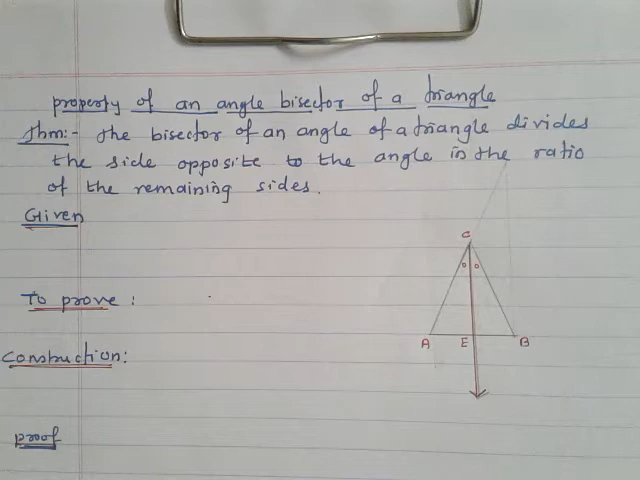 property of an angle bisector of a triangle
Thm:- The bisector of an angle of a triangle divides
the side opposite to the angle in the ratio
of the remaining sides.
Given
C
To prove :
A E B
Construction:
proof